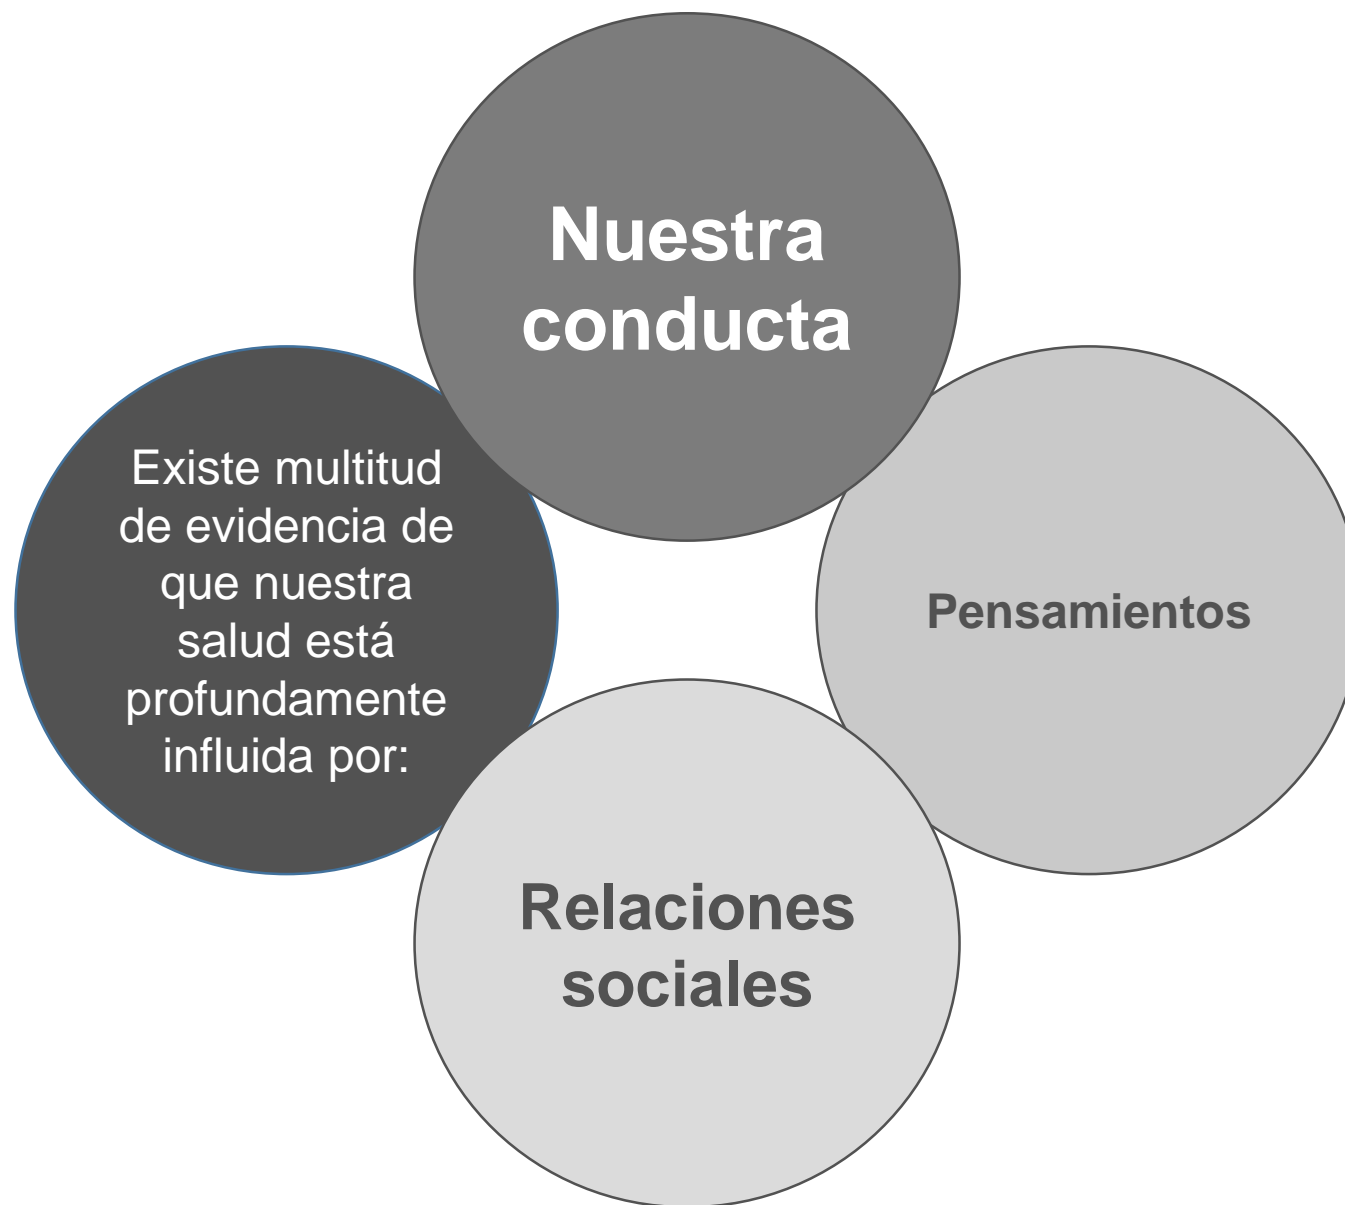 Nuestra
conducta
Existe multitud
de evidencia de
que nuestra
salud está
profundamente
influida por:
Pensamientos
Relaciones
sociales